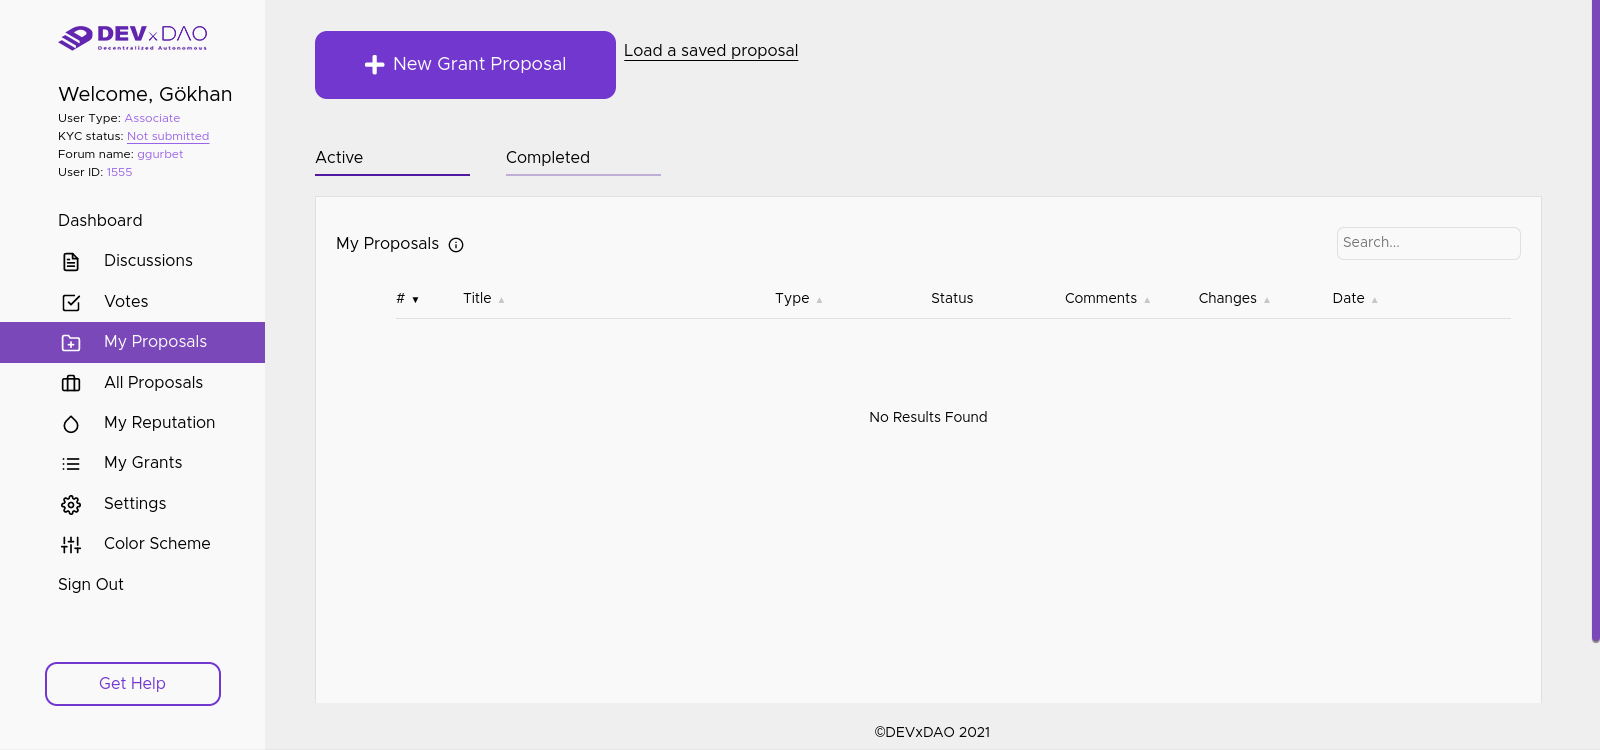 DEVxDAO
Decentralized Autonomous
Welcome, Gökhan
User Type: Associate
KYC status: Not submitted
Forum name: ggurbet
User ID: 1555
Dashboard
Discussions
Votes
My Proposals
All Proposals
My Reputation
My Grants
Settings
Color Scheme
Sign Out
Get Help
New Grant Proposal
Load a saved proposal
Active Completed
My Proposals
Search...
# Title Type Status Comments Changes Date
No Results Found
©DEVxDAO 2021